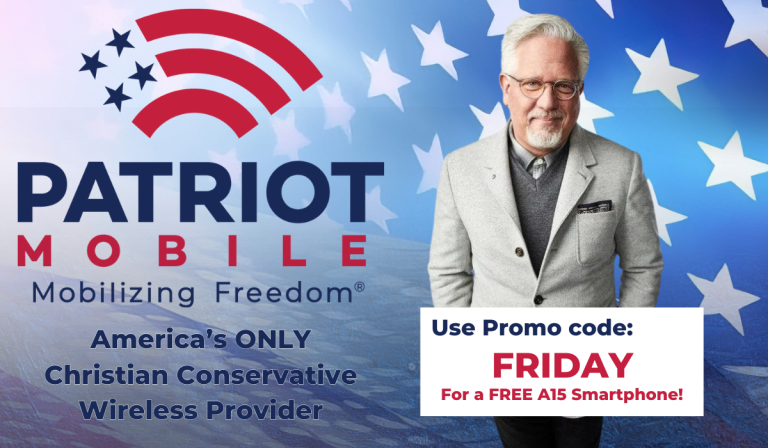 PATRIOT
MOBILE
Mobilizing Freedom®
America's ONLY
Christian Conservative
Wireless Provider
Use Promo code:
FRIDAY
For a FREE A15 Smartphone!